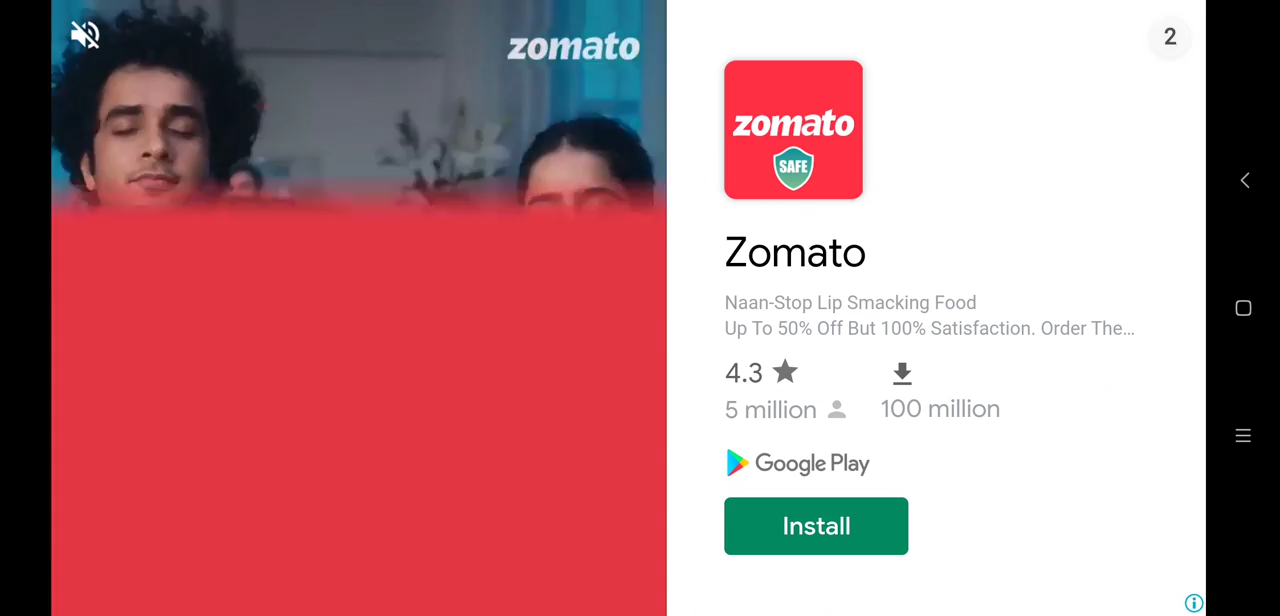 zomato
2
zomato
SAFE
Zomato
Naan-Stop Lip Smacking Food
Up To 50% Off But 100% Satisfaction. Order The…
4.3
5 million
100 million
Google Play
Install